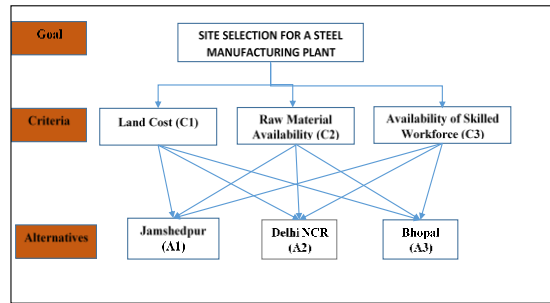 Goal
SITE SELECTION FOR A STEEL
MANUFACTURING PLANT
Criteria
Land Cost (C1)
Raw Material
Availability (C2)
Availability of Skilled
Workforce (C3)
Alternatives
Jamshedpur
(A1)
Delhi NCR
(A2)
Bhopal
(A3)